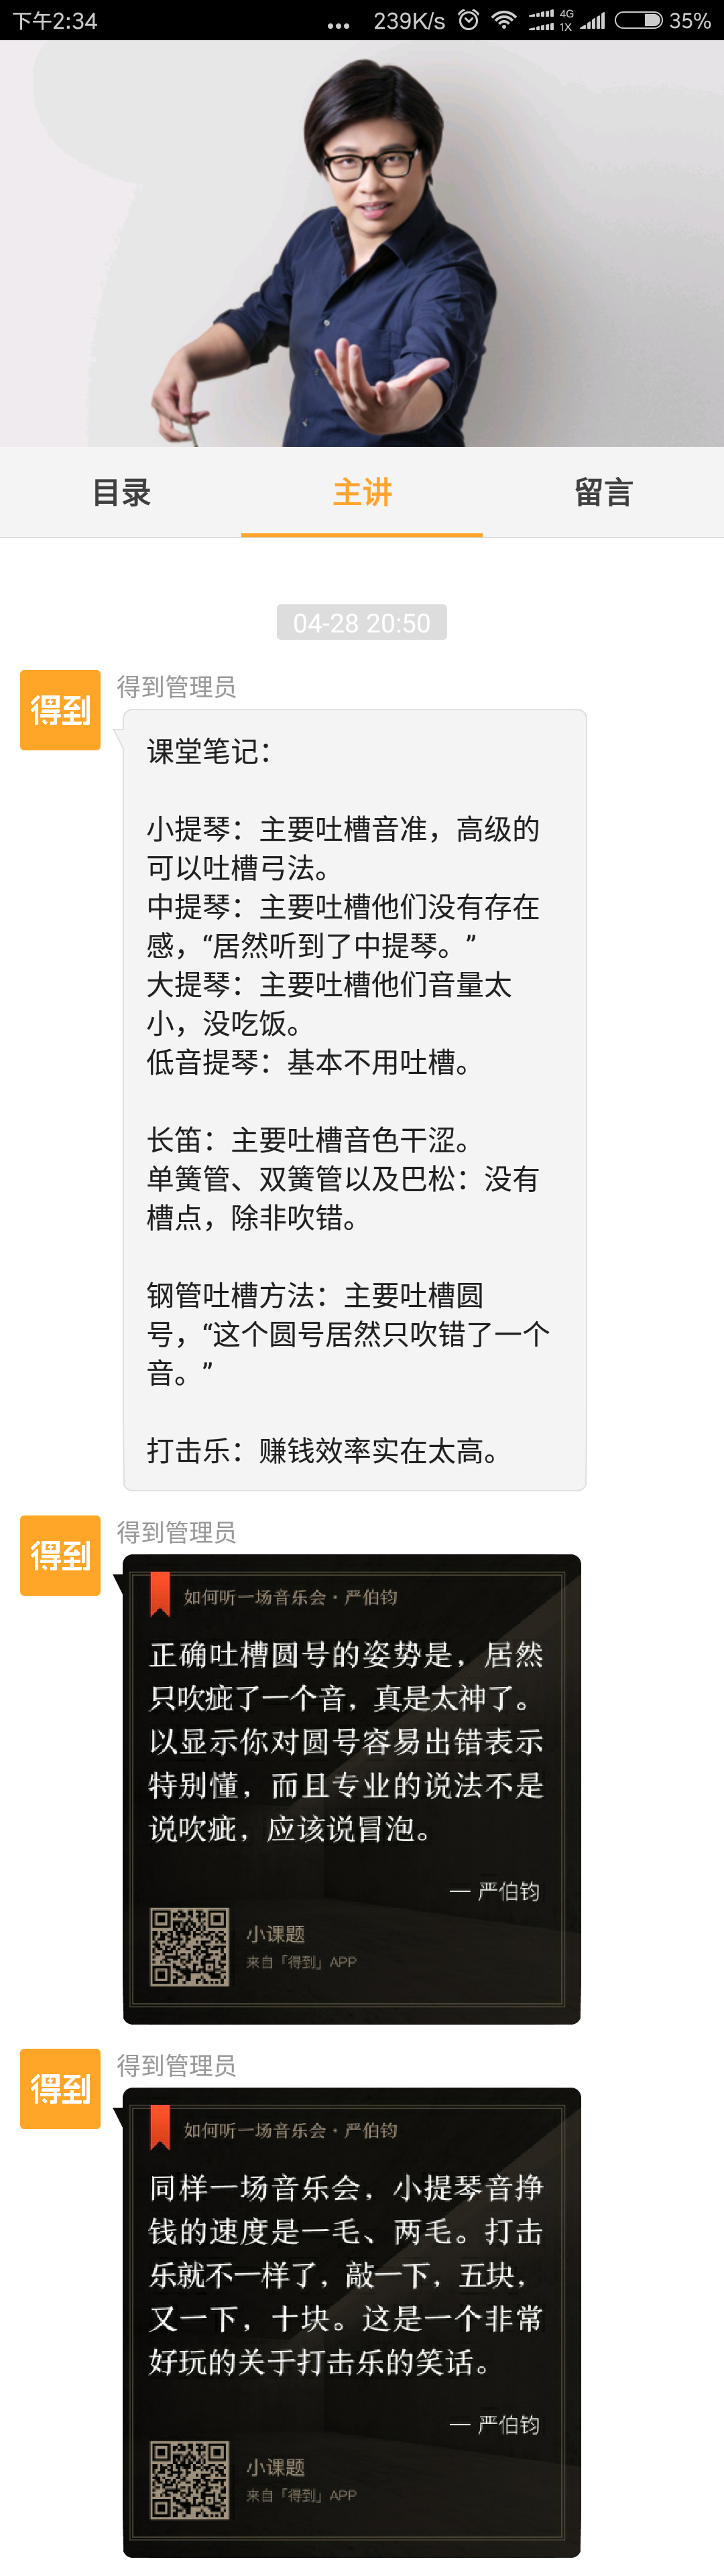 下午2:34
... 239K/s 4G 1X 35%
目录 主讲 留言
04-28 20:50
得到
得到管理员
课堂笔记：
小提琴：主要吐槽音准，高级的
可以吐槽弓法。
中提琴：主要吐槽他们没有存在
感，“居然听到了中提琴。”
大提琴：主要吐槽他们音量太
小，没吃饭。
低音提琴：基本不用吐槽。
长笛：主要吐槽音色干涩。
单簧管、双簧管以及巴松：没有
槽点，除非吹错。
钢管吐槽方法：主要吐槽圆
号，“这个圆号居然只吹错了一个
音。”
打击乐：赚钱效率实在太高。
得到
得到管理员
如何听一场音乐会·严伯钧
正确吐槽圆号的姿势是，居然
只吹疵了一个音，真是太神了。
以显示你对圆号容易出错表示
特别懂，而且专业的说法不是
说吹疵，应该说冒泡。
— 严伯钧
小课题
来自「得到」APP
得到
得到管理员
如何听一场音乐会·严伯钧
同样一场音乐会，小提琴音挣
钱的速度是一毛、两毛。打击
乐就不一样了，敲一下，五块，
又一下，十块。这是一个非常
好玩的关于打击乐的笑话。
— 严伯钧
小课题
来自「得到」APP